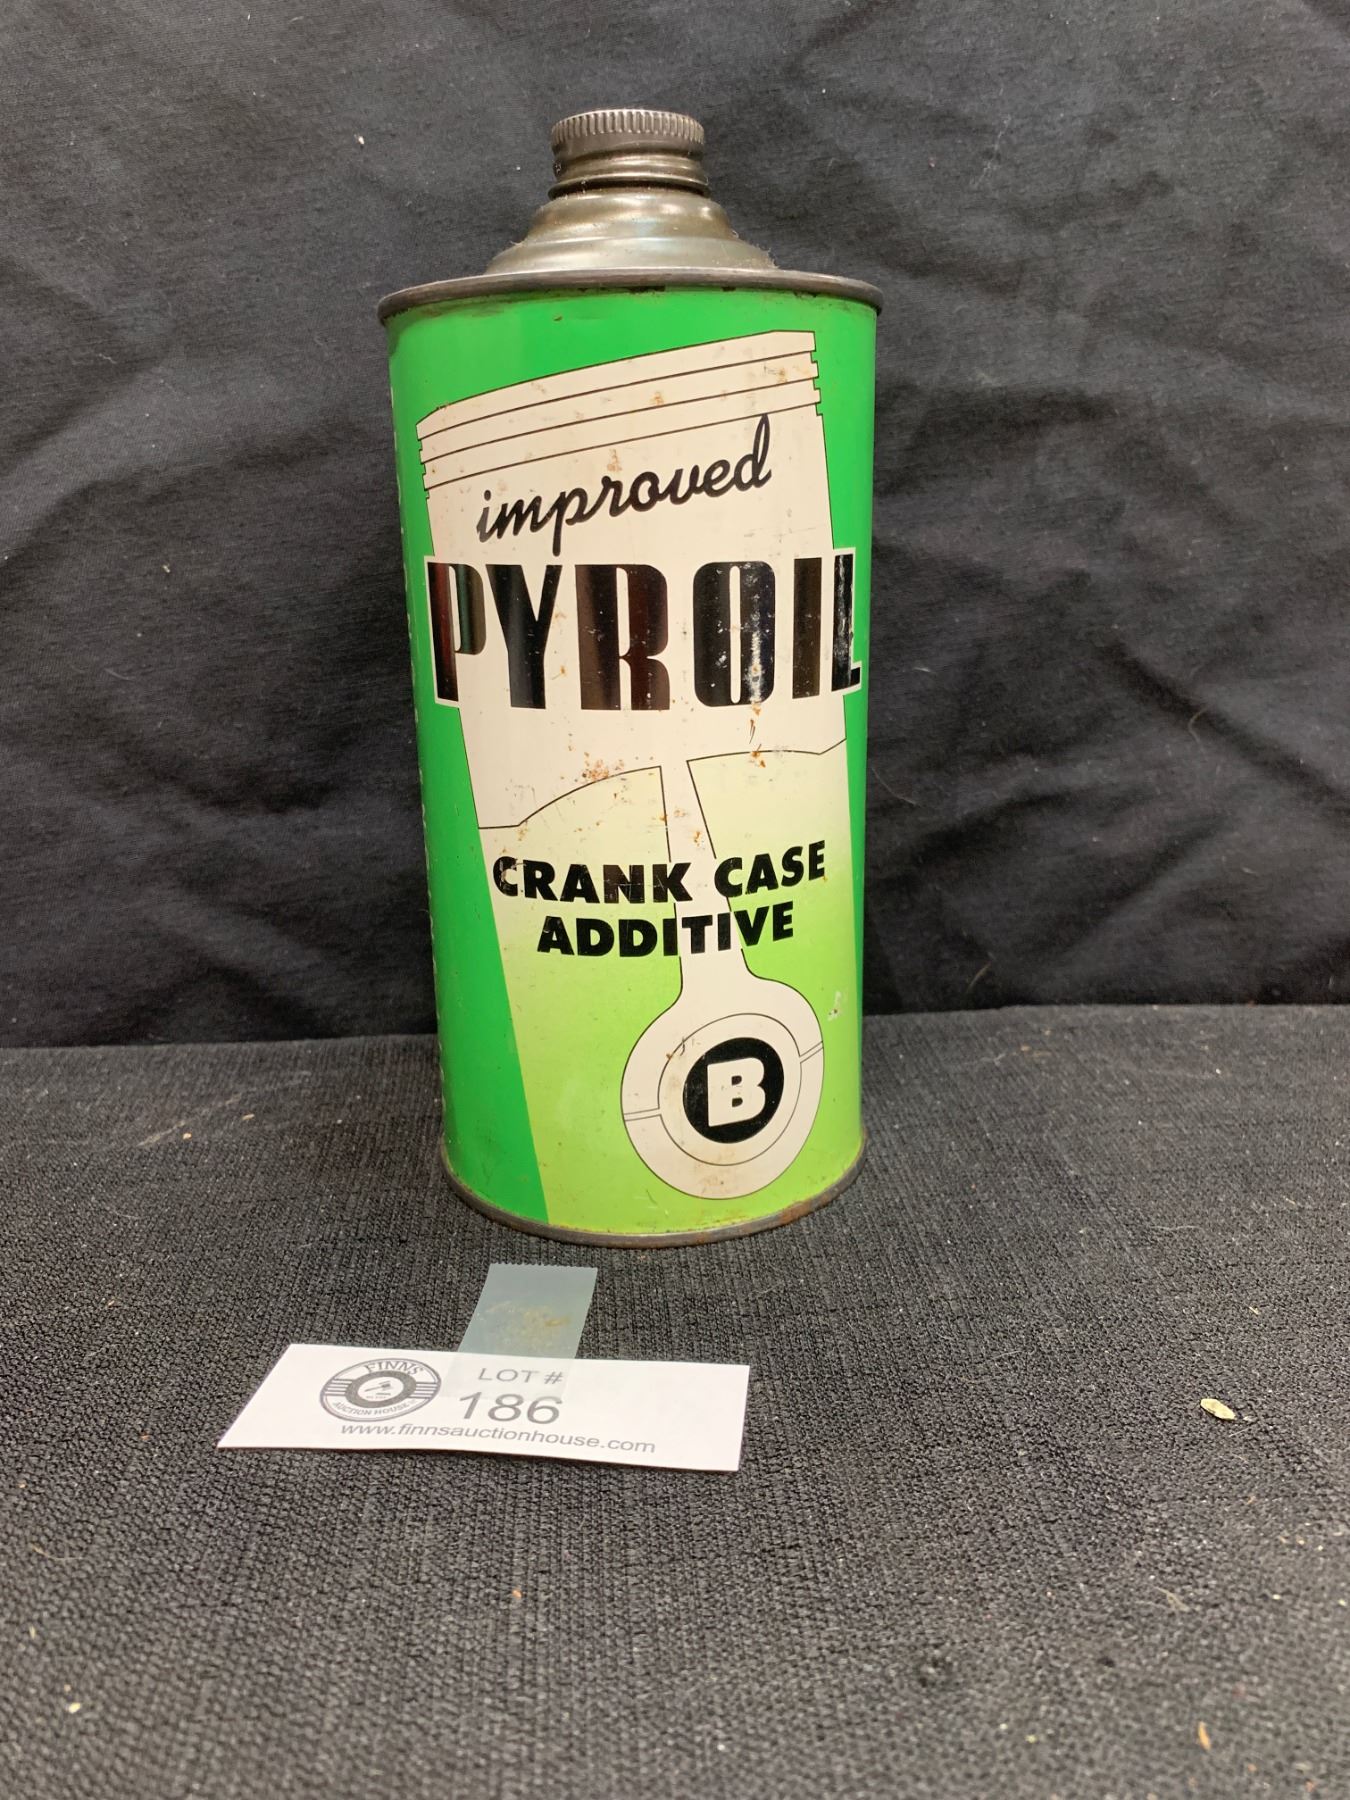 improved
PYROIL
CRANK CASE
ADDITIVE
B
FINNS
AUCTION HOUSE
LOT #
186
www.finnsauctionhouse.com